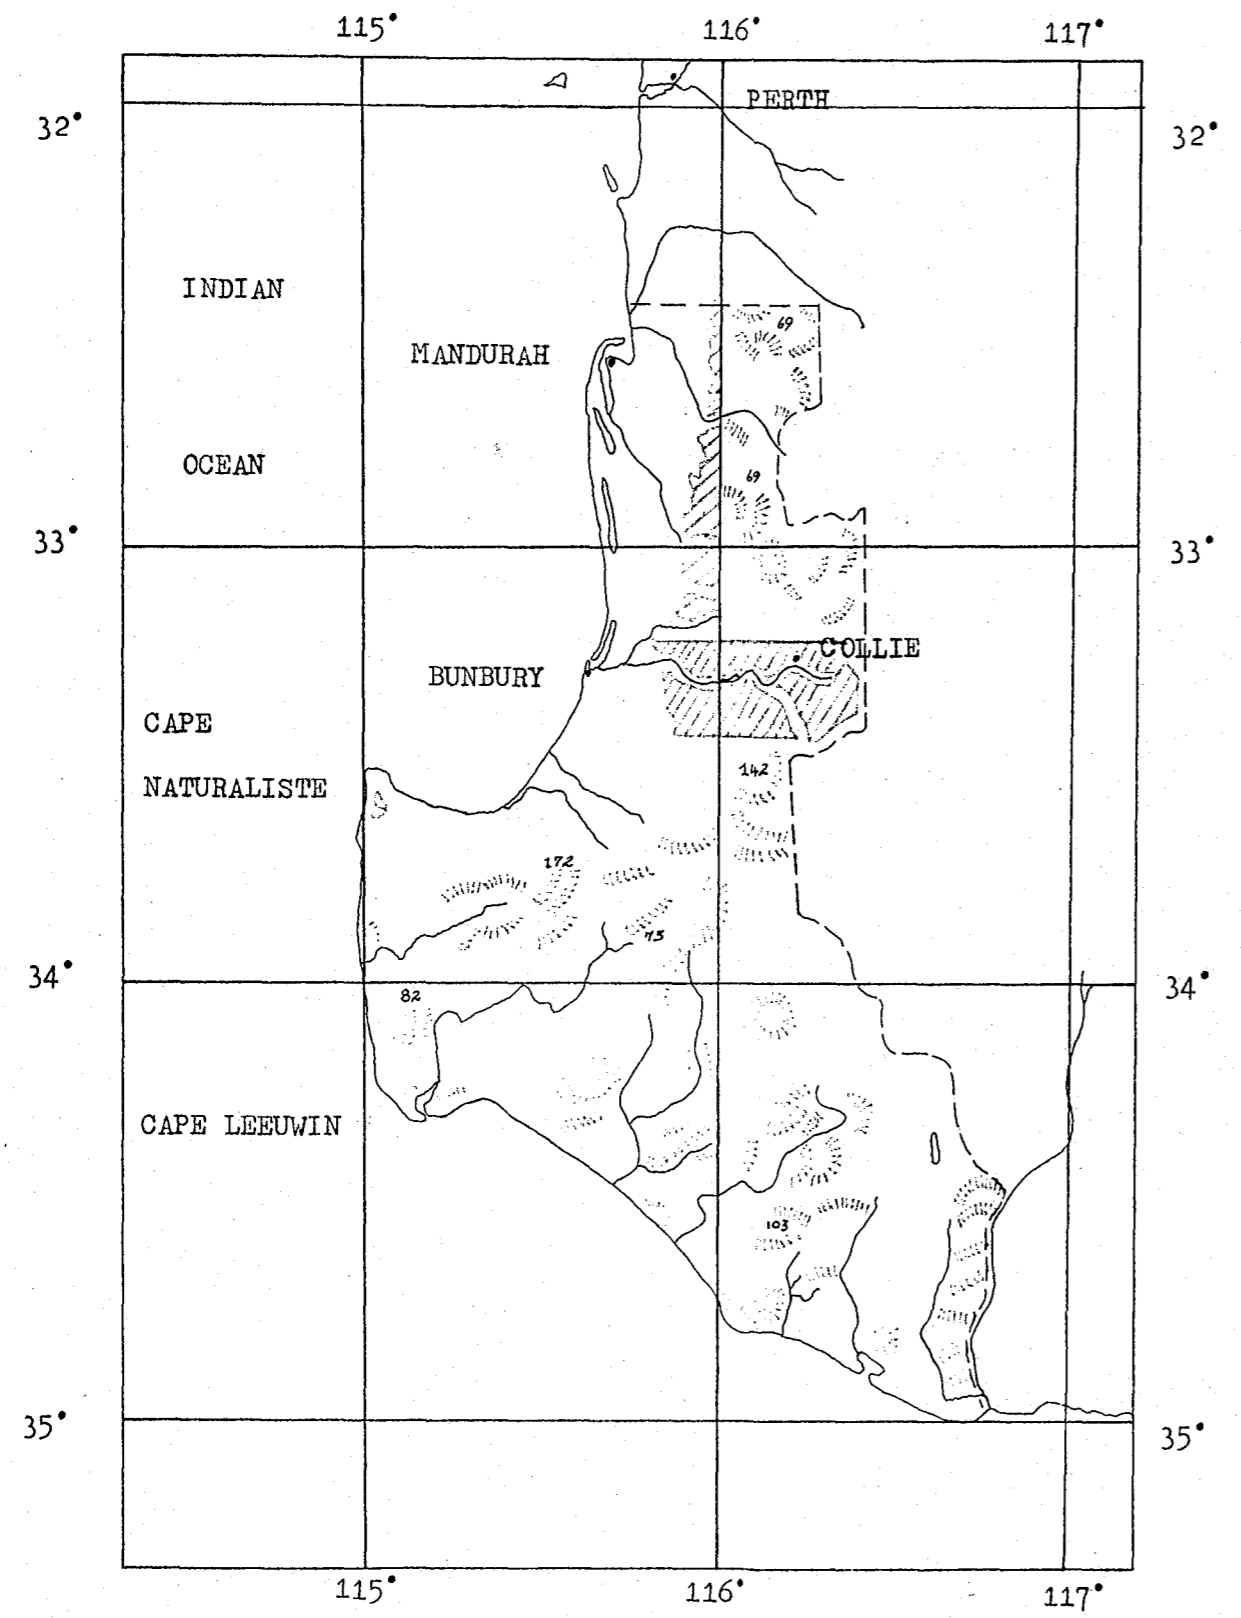 115° 116° 117°
PERTH
32° 32°
INDIAN
69
MANDURAH
OCEAN
69
33° 33°
COLLIE
BUNBURY
CAPE
142
NATURALISTE
172
73
34° 34°
82
CAPE LEEUWIN
103
35° 35°
115° 116° 117°